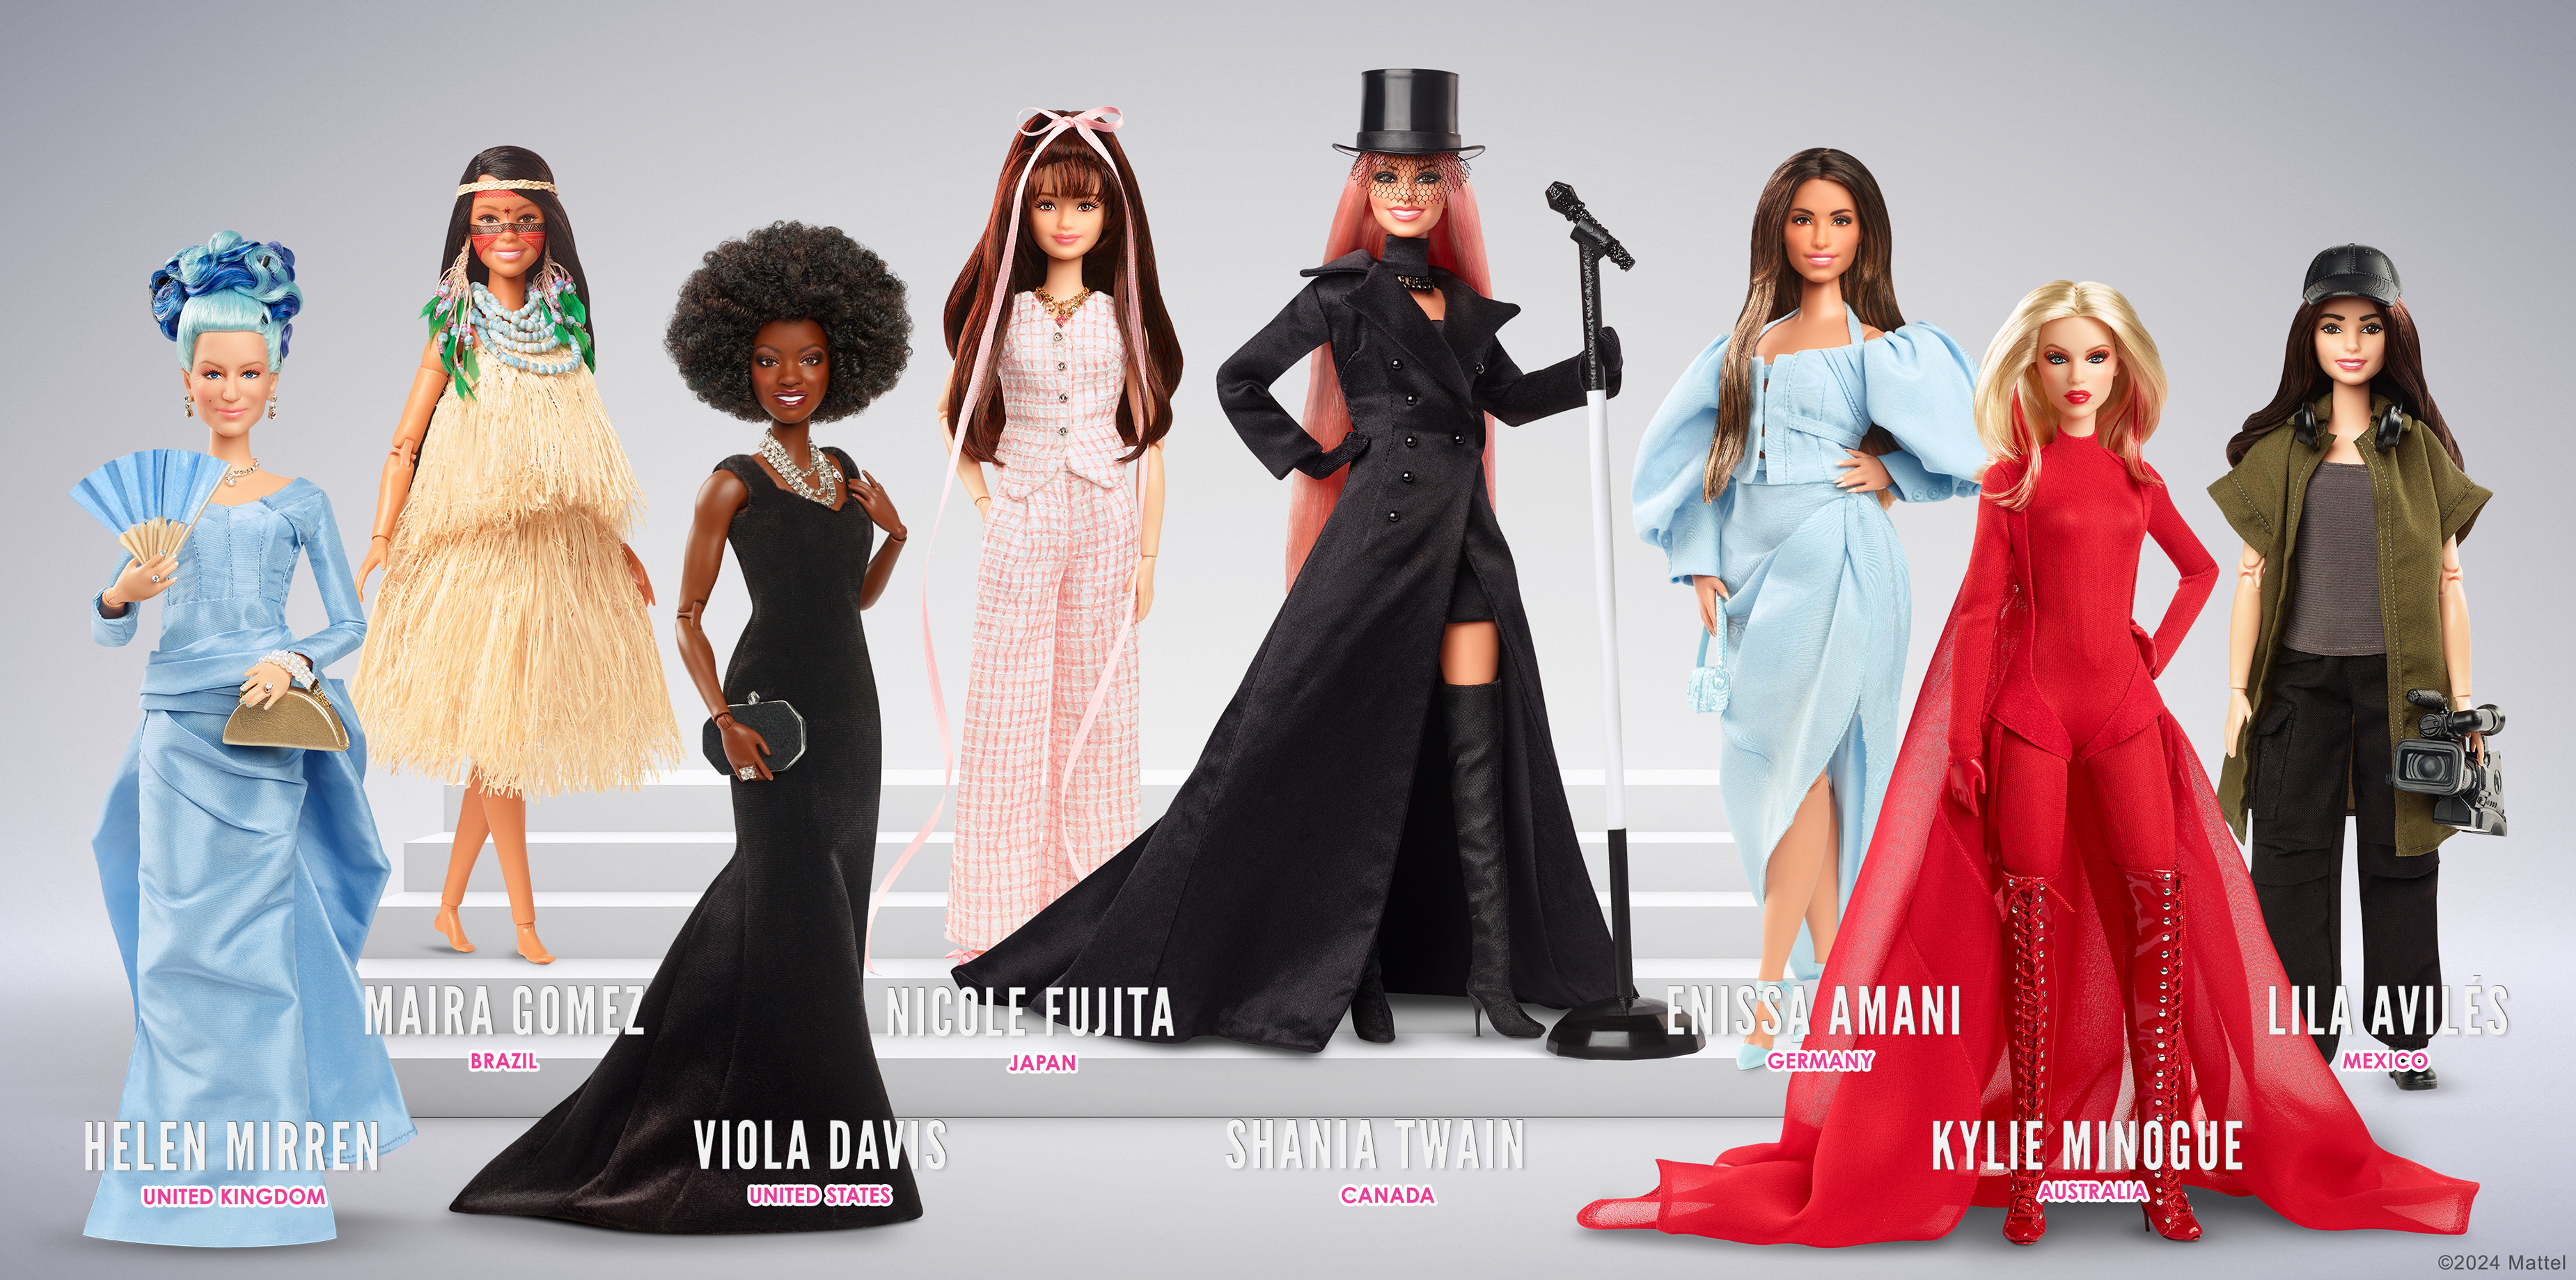 MAIRA GOMEZ
BRAZIL
NICOLE FUJITA
JAPAN
ENISSA AMANI
GERMANY
LILA AVILÉS
MEXICO
HELEN MIRREN
UNITED KINGDOM
VIOLA DAVIS
UNITED STATES
SHANIA TWAIN
CANADA
KYLIE MINOGUE
AUSTRALIA
©2024 Mattel